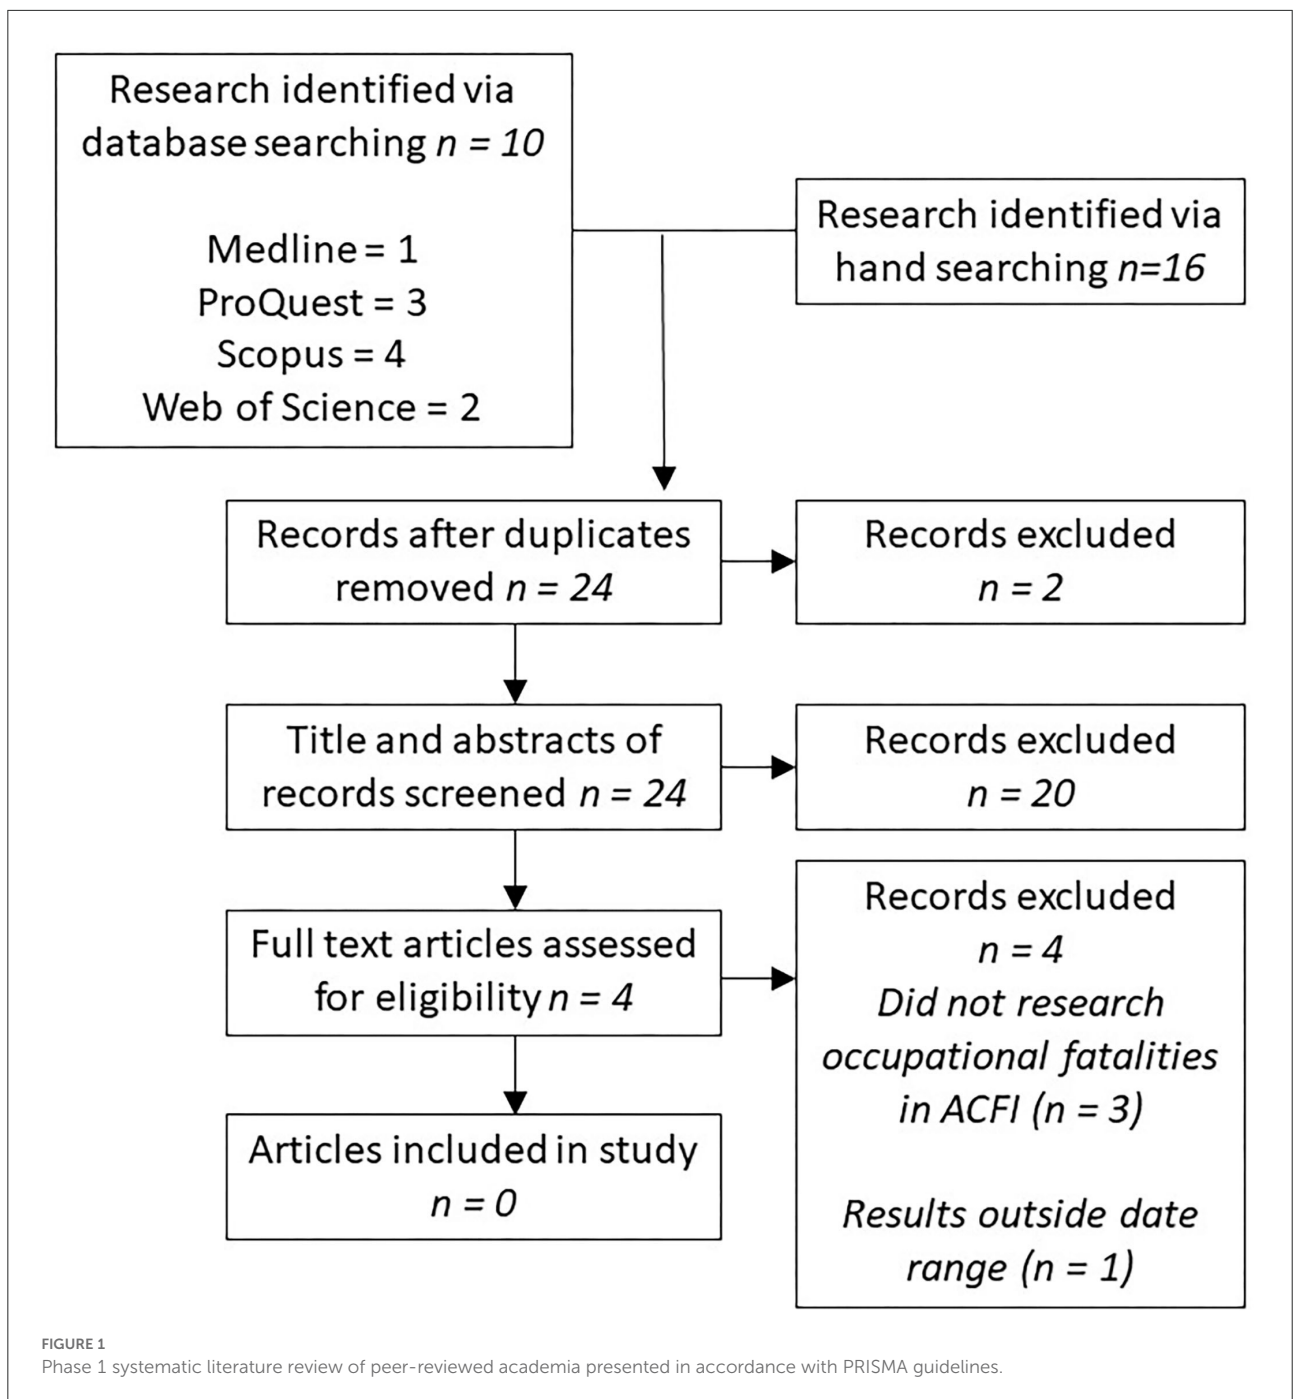 Research identified via
database searching n = 10
Medline = 1
ProQuest = 3
Scopus = 4
Web of Science = 2
Research identified via
hand searching n=16
Records after duplicates
removed n = 24
Records excluded
n = 2
Title and abstracts of
records screened n = 24
Records excluded
n = 20
Full text articles assessed
for eligibility n = 4
Records excluded
n = 4
Did not research
occupational fatalities
in ACFI (n = 3)
Results outside date
range (n = 1)
Articles included in study
n = 0
FIGURE 1
Phase 1 systematic literature review of peer-reviewed academia presented in accordance with PRISMA guidelines.